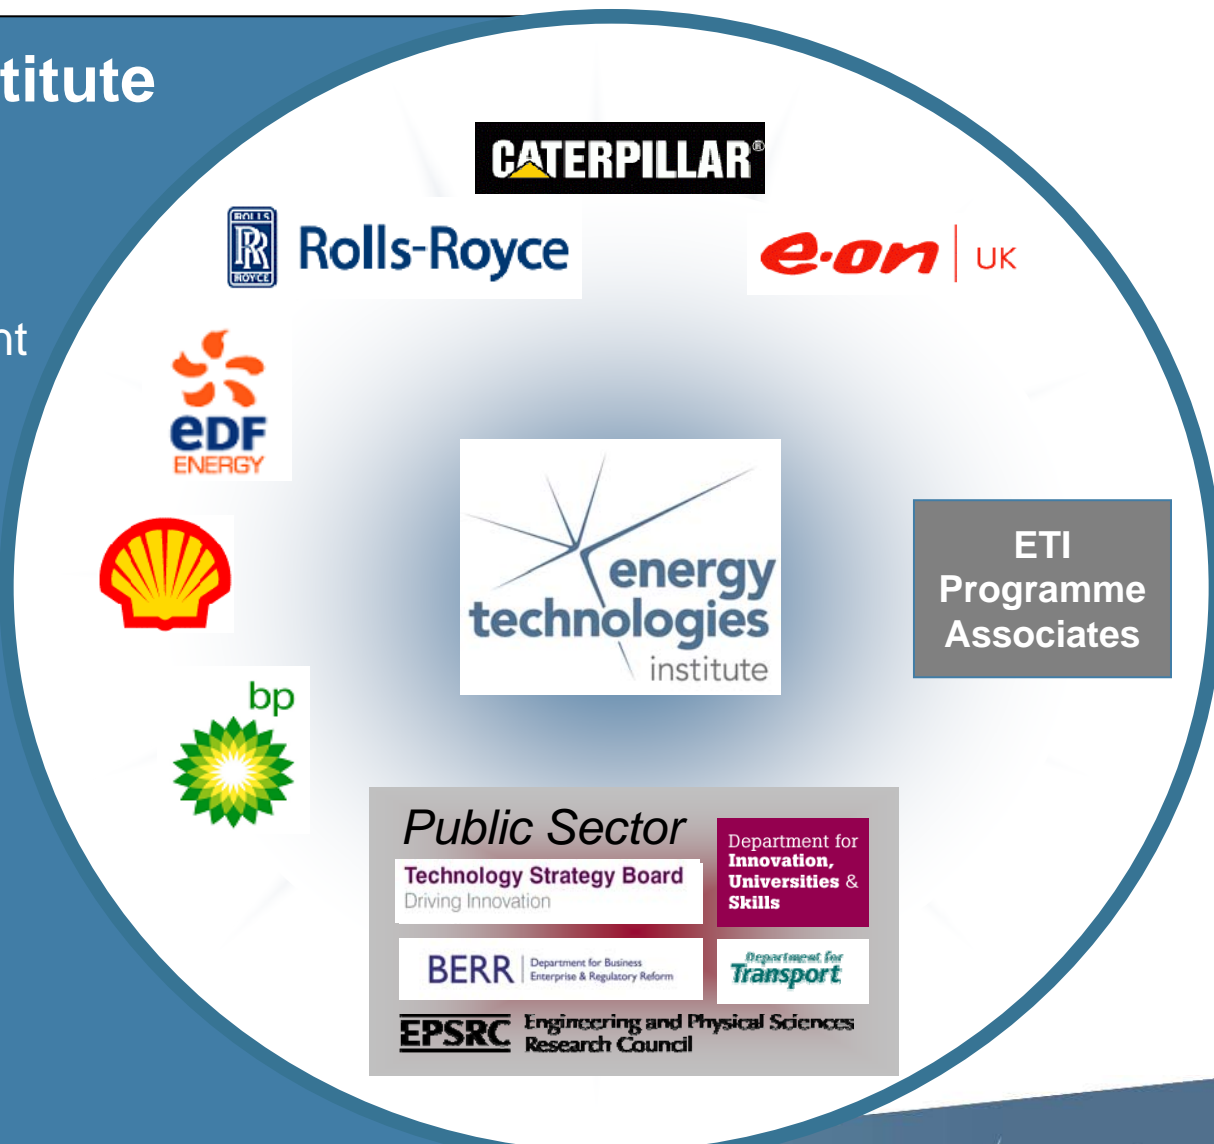 titute
CATERPILLAR®
ROLLS
RR
ROYCE
Rolls-Royce
e·on | UK
nt
eDF
ENERGY
energy
technologies
institute
ETI
Programme
Associates
bp
Public Sector
Technology Strategy Board
Driving Innovation
Department for
Innovation,
Universities &
Skills
BERR
Department for Business
Enterprise & Regulatory Reform
Department for
Transport
EPSRC
Engineering and Physical Sciences
Research Council